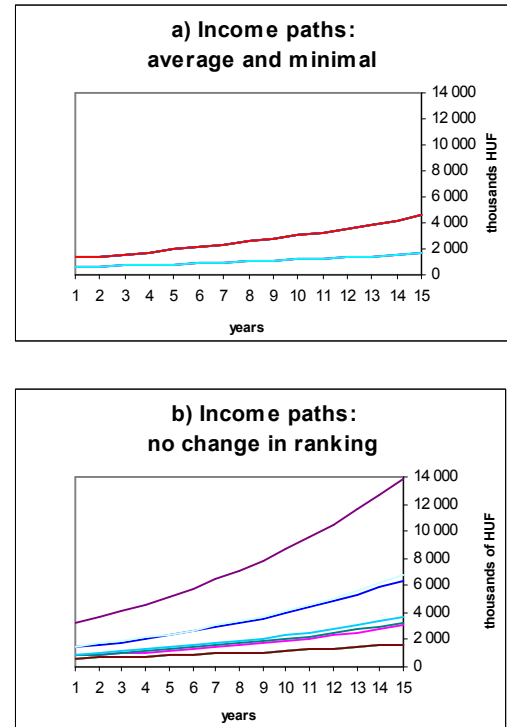 a) Income paths:
average and minimal
14 000
12 000
10 000
8 000
6 000
4 000
2 000
0
thousands HUF
1 2 3 4 5 6 7 8 9 10 11 12 13 14 15
years
b) Income paths:
no change in ranking
14 000
12 000
10 000
8 000
6 000
4 000
2 000
0
thousands of HUF
1 2 3 4 5 6 7 8 9 10 11 12 13 14 15
years